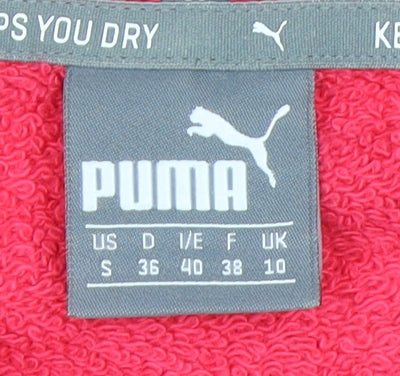 PS YOU DRY KE
PUMA
US D I/E F UK
S 36 40 38 10